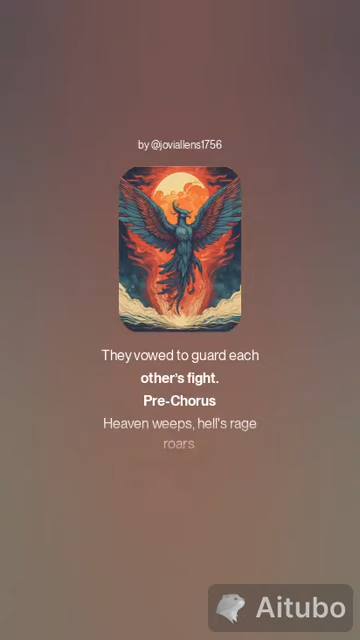 by @joviallens1756
They vowed to guard each
other's fight.
Pre-Chorus
Heaven weeps, hell's rage
roars
Aitubo